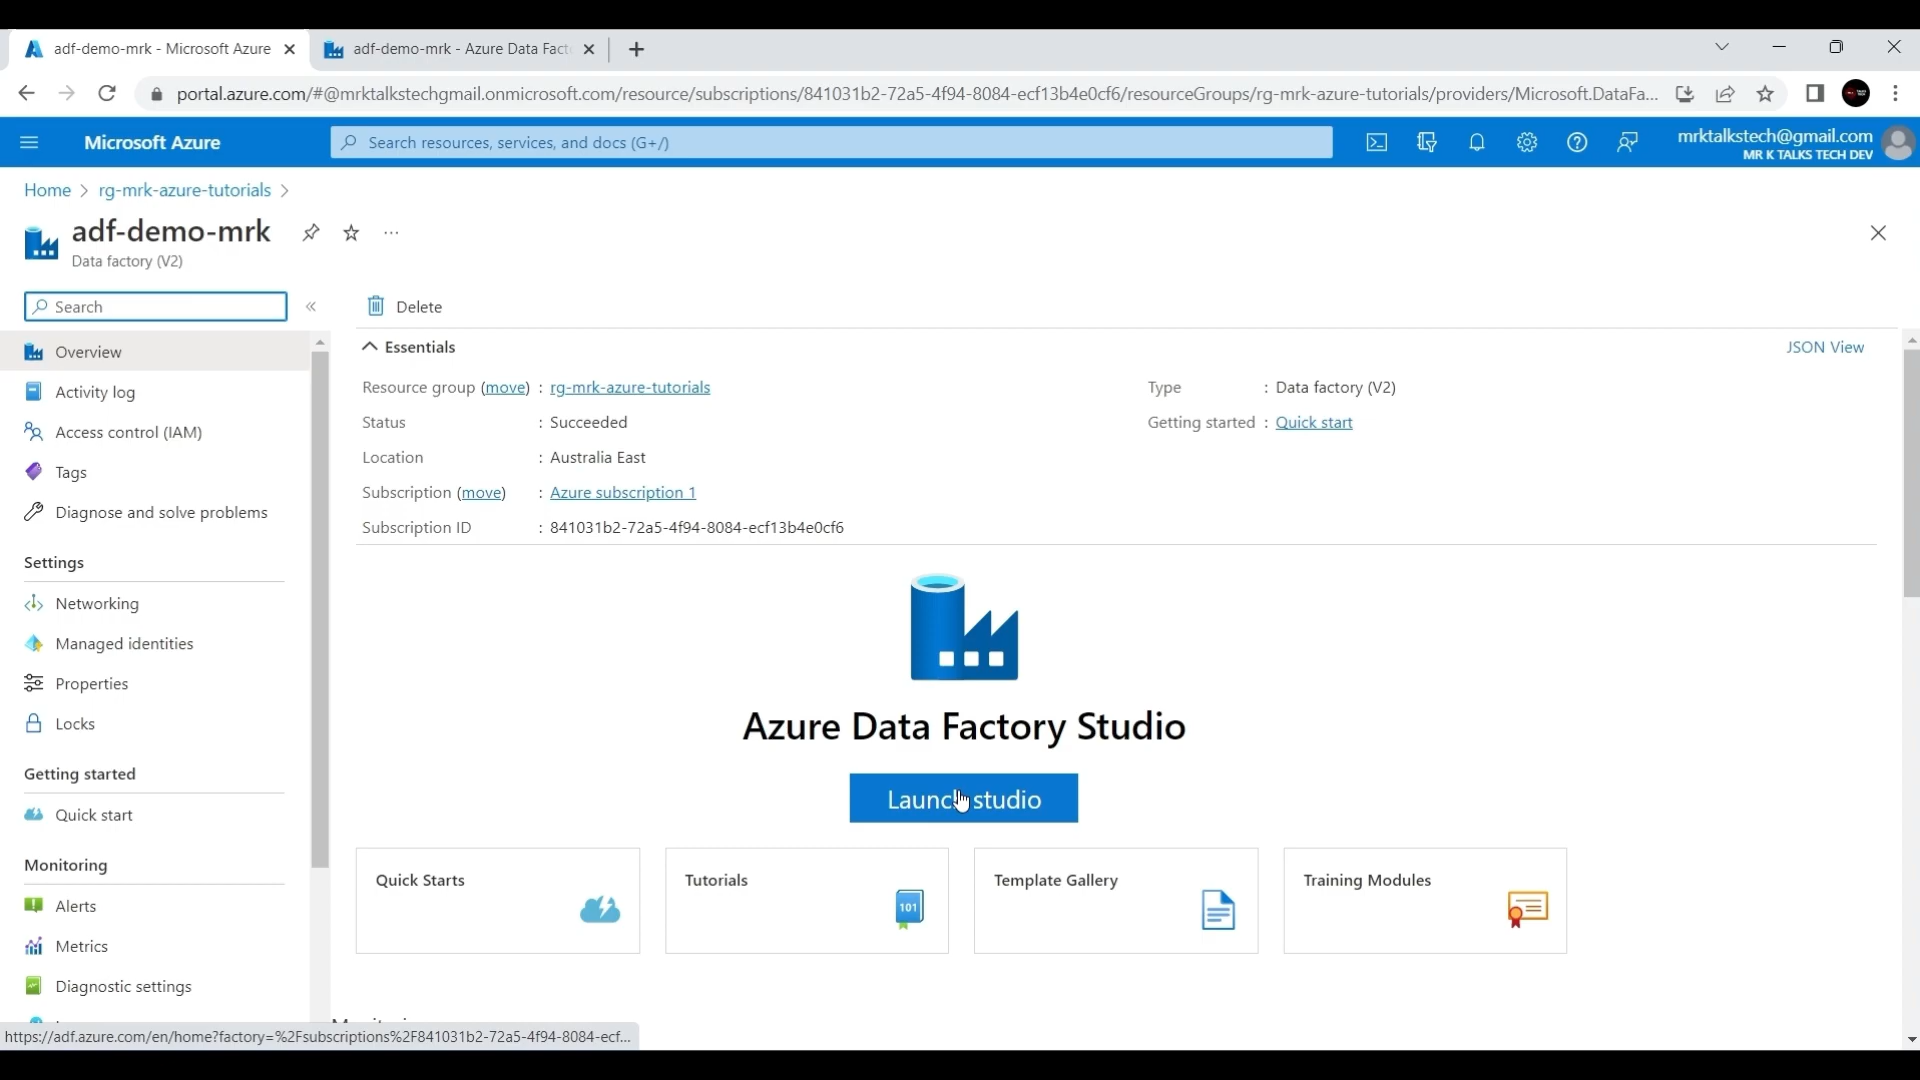 adf-demo-mrk - Microsoft Azure
adf-demo-mrk - Azure Data Fact
portal.azure.com/#@mrktalkstechgmail.onmicrosoft.com/resource/subscriptions/841031b2-72a5-4f94-8084-ecf13b4e0cf6/resourceGroups/rg-mrk-azure-tutorials/providers/Microsoft.DataFa...
Microsoft Azure
Search resources, services, and docs (G+/)
mrktalkstech@gmail.com
MR K TALKS TECH DEV
Home > rg-mrk-azure-tutorials >
adf-demo-mrk
Data factory (V2)
Search
«
Delete
Overview
Activity log
Access control (IAM)
Tags
Diagnose and solve problems
Settings
Networking
Managed identities
Properties
Locks
Getting started
Quick start
Monitoring
Alerts
Metrics
Diagnostic settings
Essentials
JSON View
Resource group (move) : rg-mrk-azure-tutorials
Status : Succeeded
Location : Australia East
Subscription (move) : Azure subscription 1
Subscription ID : 841031b2-72a5-4f94-8084-ecf13b4e0cf6
Type : Data factory (V2)
Getting started : Quick start
Azure Data Factory Studio
Launch studio
Quick Starts
Tutorials
101
Template Gallery
Training Modules
https://adf.azure.com/en/home?factory=%2Fsubscriptions%2F841031b2-72a5-4f94-8084-ecf...